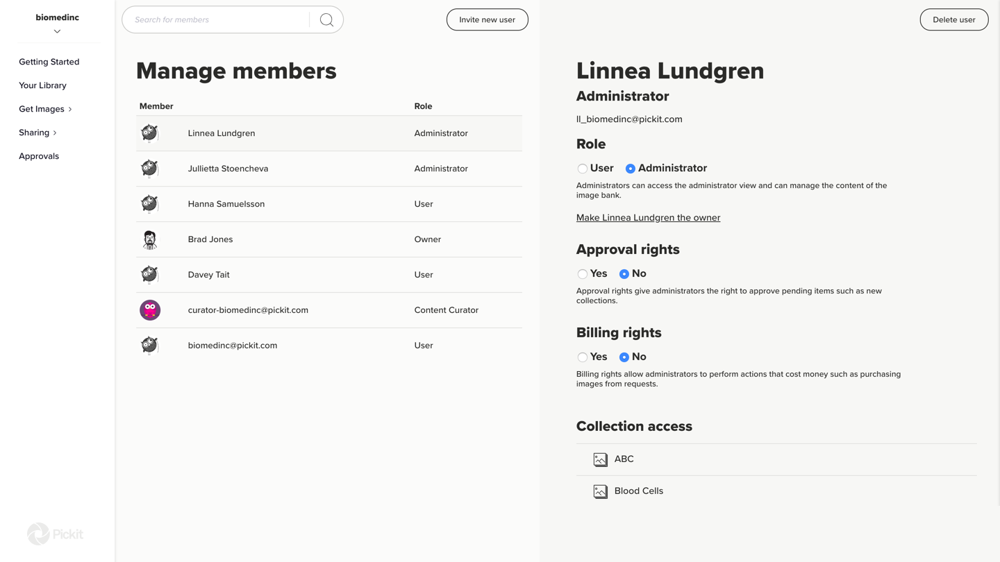 biomedinc
Getting Started
Your Library
Get Images
Sharing
Approvals
Pickit
Search for members
Invite new user
Manage members
Member Role
Linnea Lundgren Administrator
Jullietta Stoencheva Administrator
Hanna Samuelsson User
Brad Jones Owner
Davey Tait User
curator-biomedinc@pickit.com Content Curator
biomedinc@pickit.com User
Delete user
Linnea Lundgren
Administrator
ll_biomedinc@pickit.com
Role
User Administrator
Administrators can access the administrator view and can manage the content of the
image bank.
Make Linnea Lundgren the owner
Approval rights
Yes No
Approval rights give administrators the right to approve pending items such as new
collections.
Billing rights
Yes No
Billing rights allow administrators to perform actions that cost money such as purchasing
images from requests.
Collection access
ABC
Blood Cells